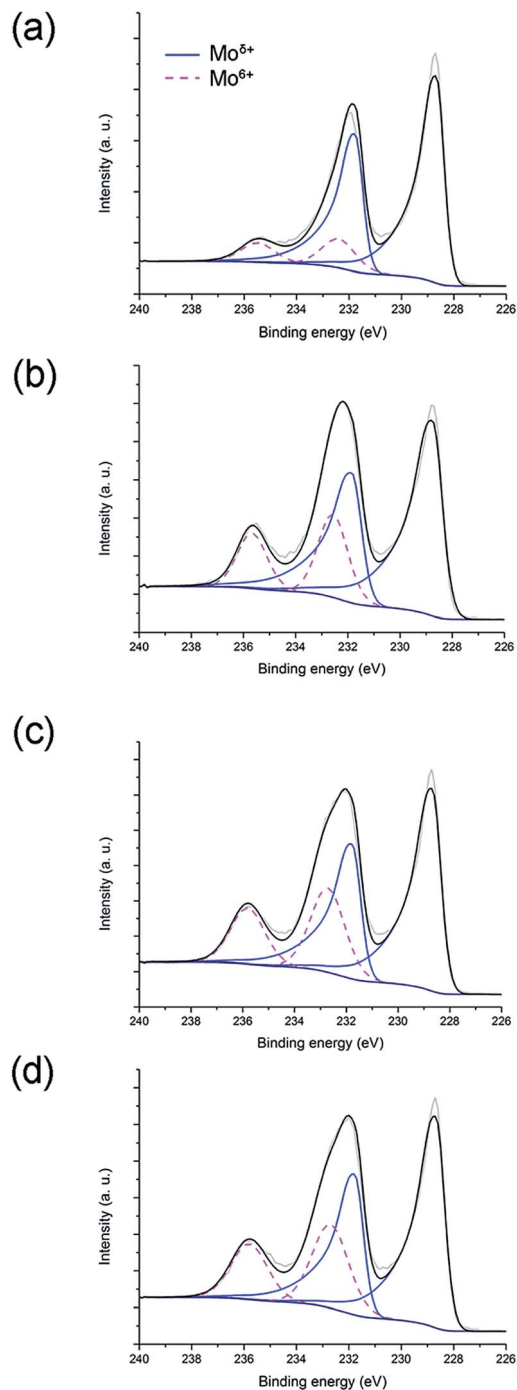 (a)
Mo^δ+
Mo^6+
Intensity (a. u.)
240 238 236 234 232 230 228 226
Binding energy (eV)
(b)
Intensity (a. u.)
240 238 236 234 232 230 228 226
Binding energy (eV)
(c)
Intensity (a. u.)
240 238 236 234 232 230 228 226
Binding energy (eV)
(d)
Intensity (a. u.)
240 238 236 234 232 230 228 226
Binding energy (eV)